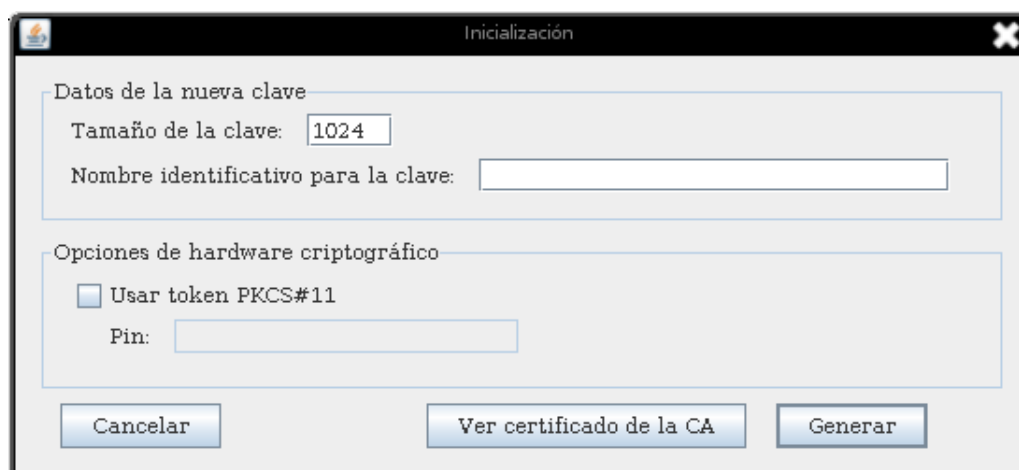 Inicialización
Datos de la nueva clave
Tamaño de la clave: 1024
Nombre identificativo para la clave:
Opciones de hardware criptográfico
Usar token PKCS#11
Pin:
Cancelar Ver certificado de la CA Generar